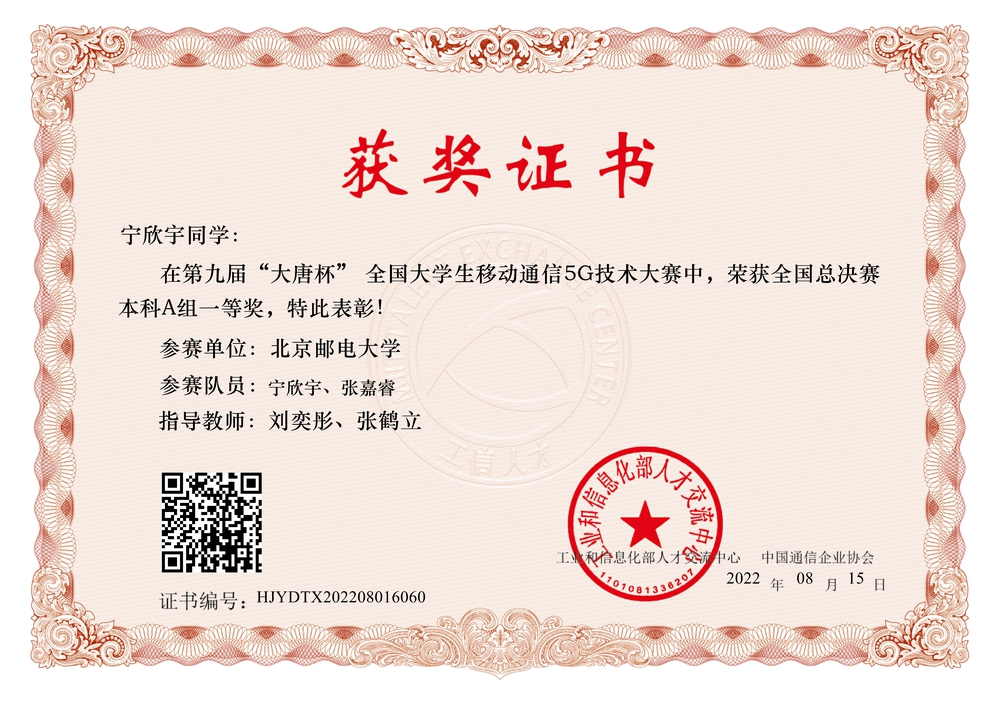 获奖证书
宁欣宇同学：
在第九届“大唐杯” 全国大学生移动通信5G技术大赛中，荣获全国总决赛
本科A组一等奖，特此表彰！
参赛单位：北京邮电大学
参赛队员：宁欣宇、张嘉睿
指导教师：刘奕彤、张鹤立
工业和信息化部人才交流中心
1101081336207
工业和信息化部人才交流中心 中国通信企业协会
2022 年 08 月 15 日
证书编号：HJYDTX202208016060
工信人才